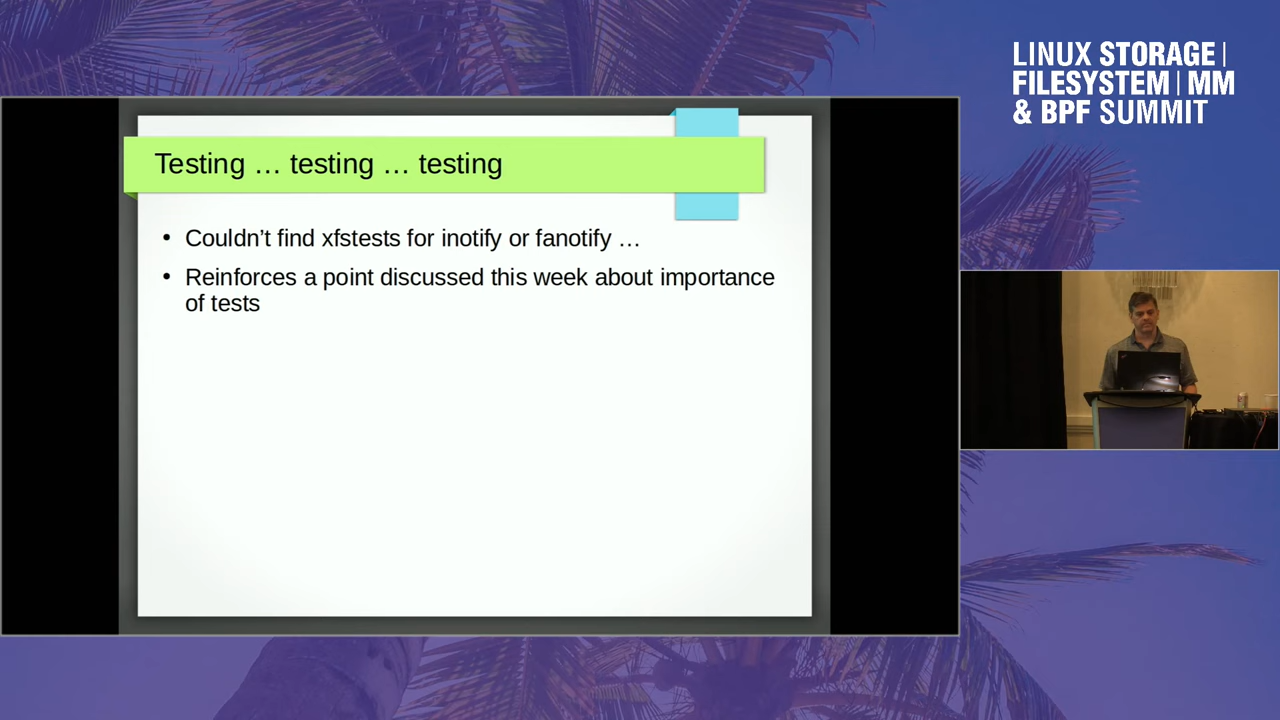 LINUX STORAGE |
FILESYSTEM | MM
& BPF SUMMIT
Testing … testing … testing
• Couldn’t find xfstests for inotify or fanotify …
• Reinforces a point discussed this week about importance
of tests